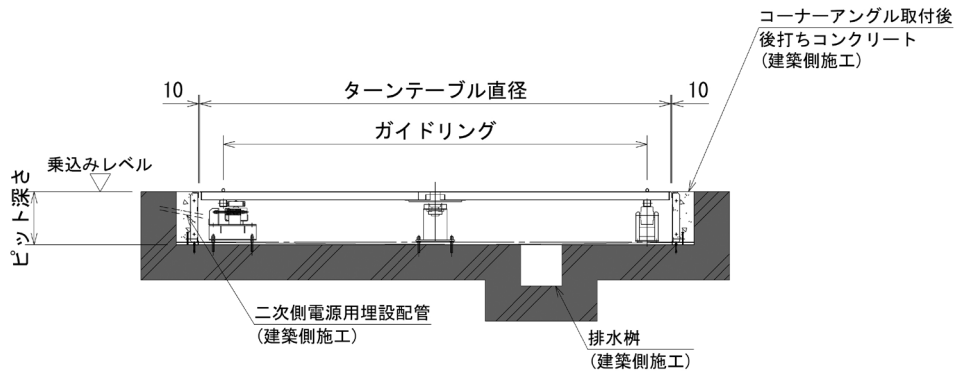 コーナーアングル取付後
後打ちコンクリート
(建築側施工)
10
ターンテーブル直径
10
ガイドリング
乗込みレベル
ピット深さ
二次側電源用埋設配管
(建築側施工)
排水桝
(建築側施工)